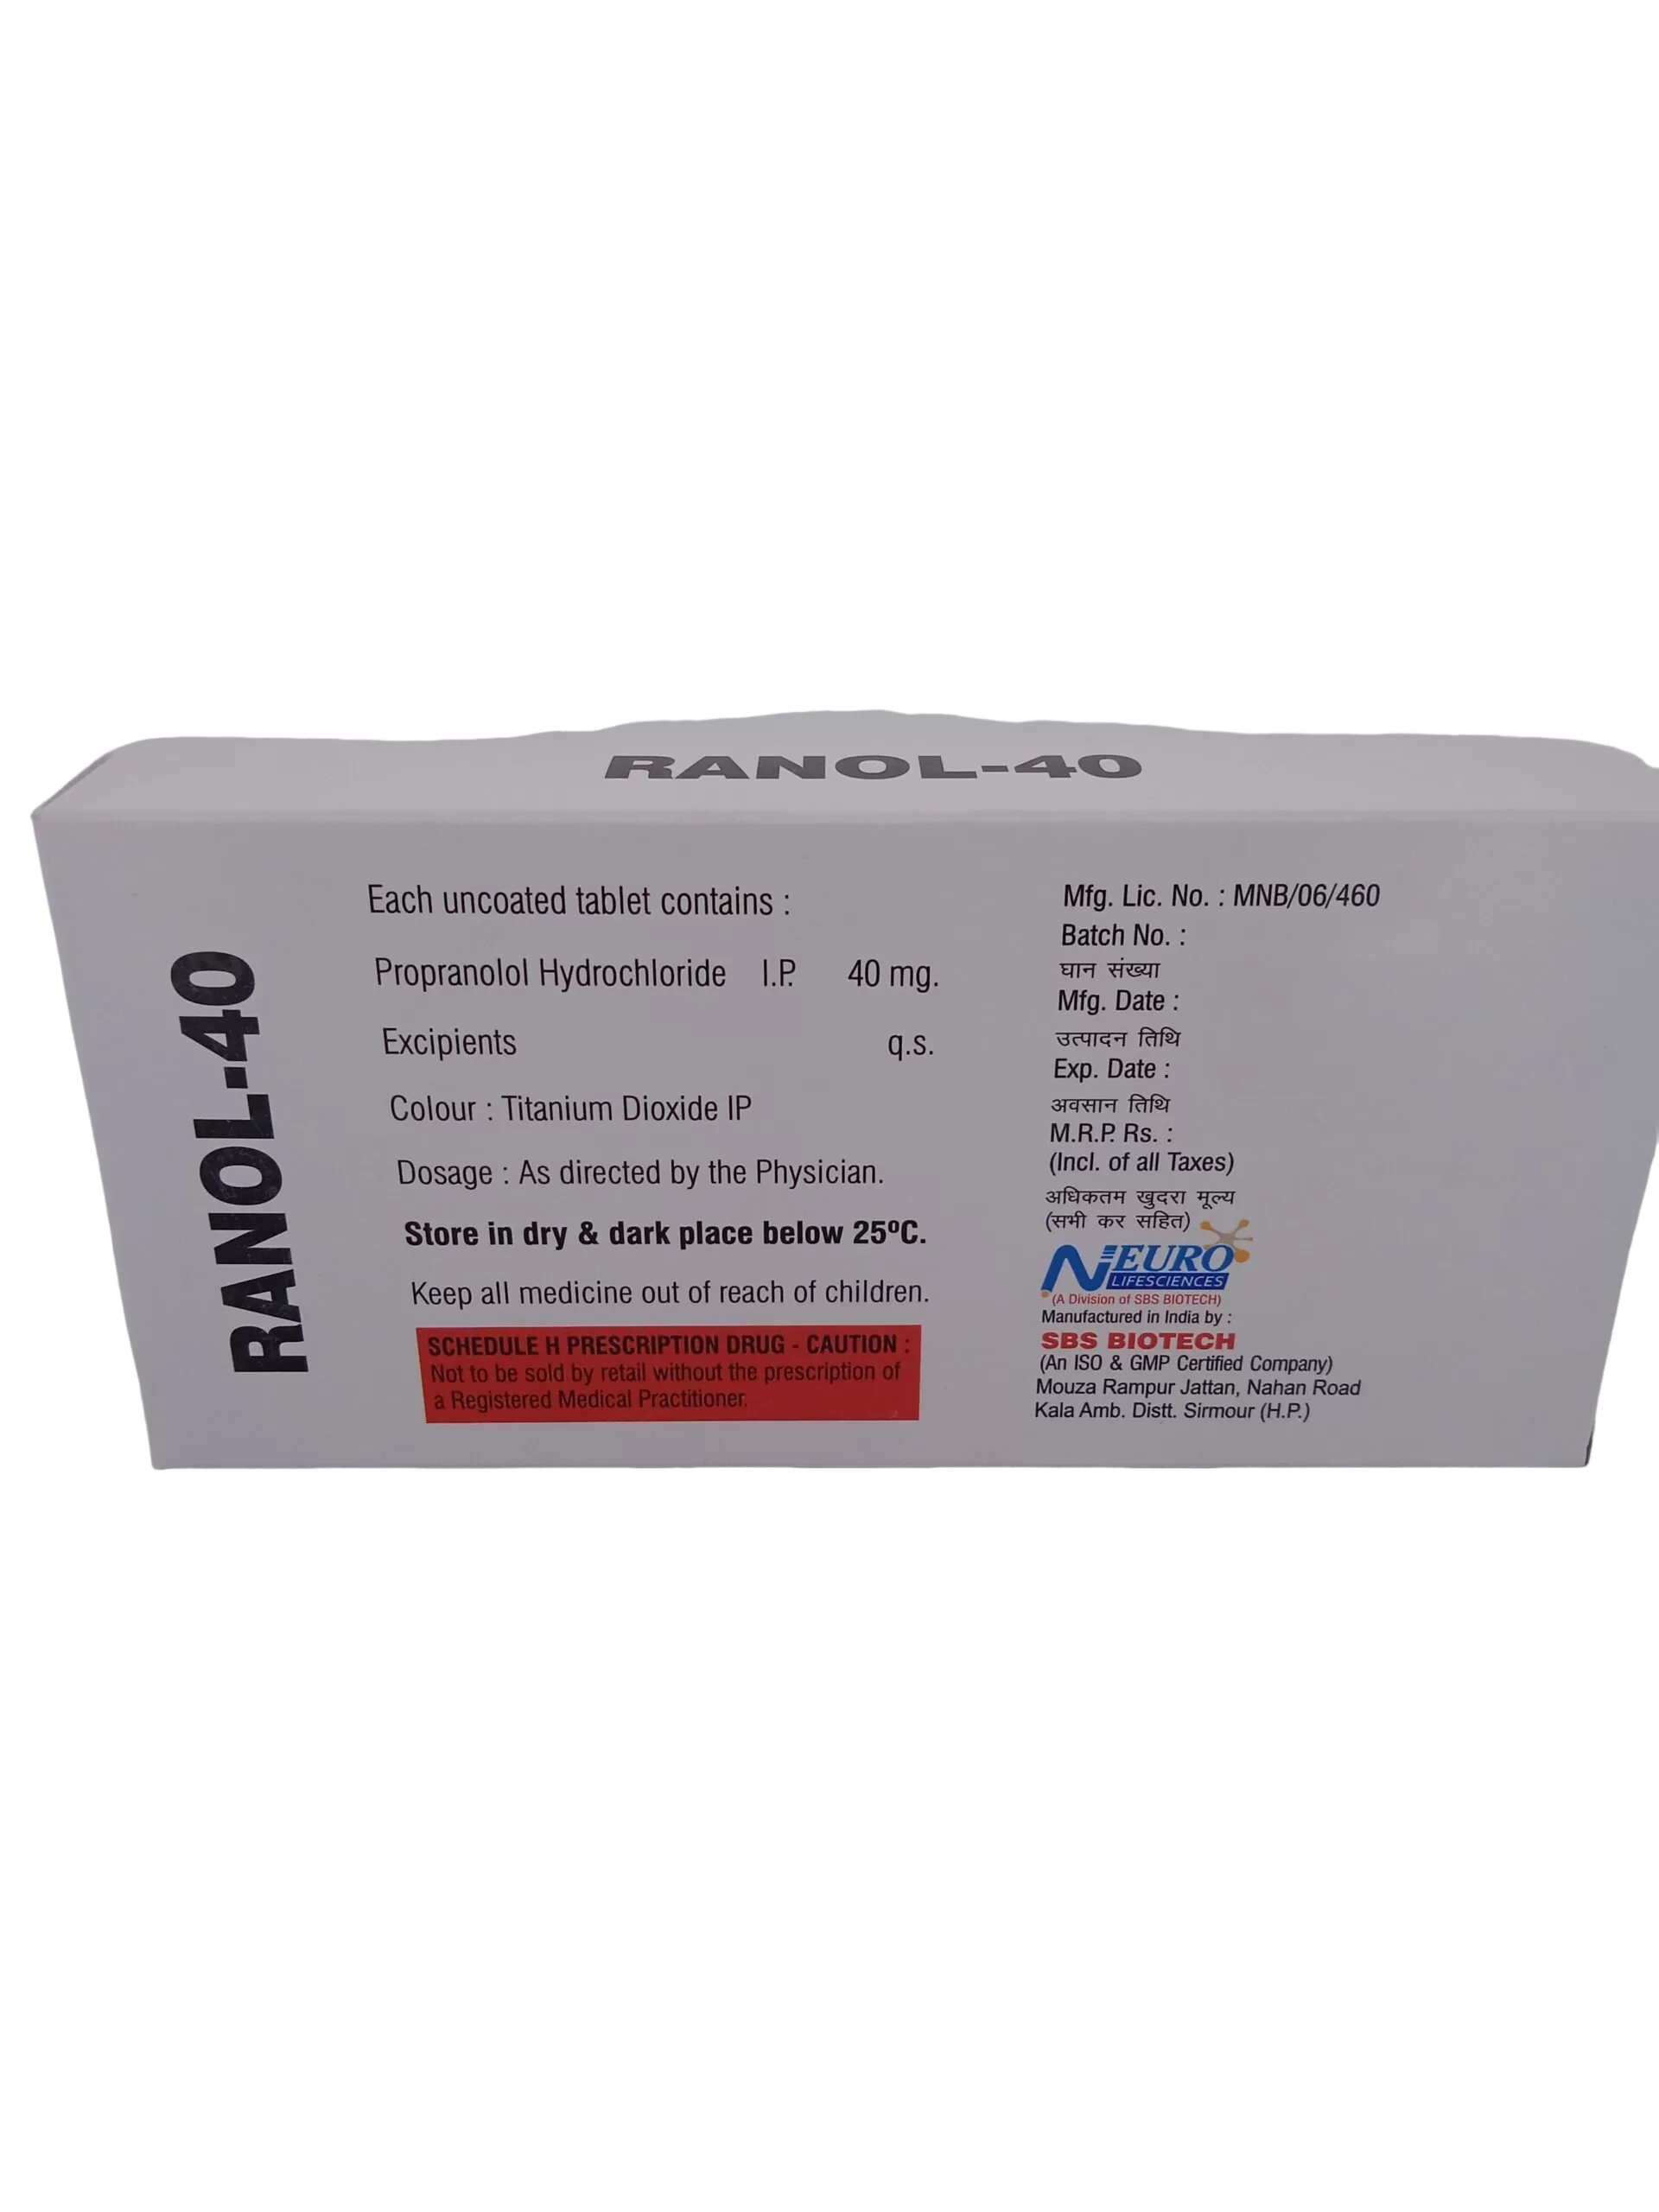 RANOL-40
RANOL-40
Each uncoated tablet contains :
Propranolol Hydrochloride I.P. 40 mg.
Excipients q.s.
Colour : Titanium Dioxide IP
Dosage : As directed by the Physician.
Store in dry & dark place below 25ºC.
Keep all medicine out of reach of children.
SCHEDULE H PRESCRIPTION DRUG - CAUTION :
Not to be sold by retail without the prescription of
a Registered Medical Practitioner.
Mfg. Lic. No. : MNB/06/460
Batch No. :
घान संख्या
Mfg. Date :
उत्पादन तिथि
Exp. Date :
अवसान तिथि
M.R.P. Rs. :
(Incl. of all Taxes)
अधिकतम खुदरा मूल्य
(सभी कर सहित)
NEURO
LIFESCIENCES
(A Division of SBS BIOTECH)
Manufactured in India by :
SBS BIOTECH
(An ISO & GMP Certified Company)
Mouza Rampur Jattan, Nahan Road
Kala Amb. Distt. Sirmour (H.P.)